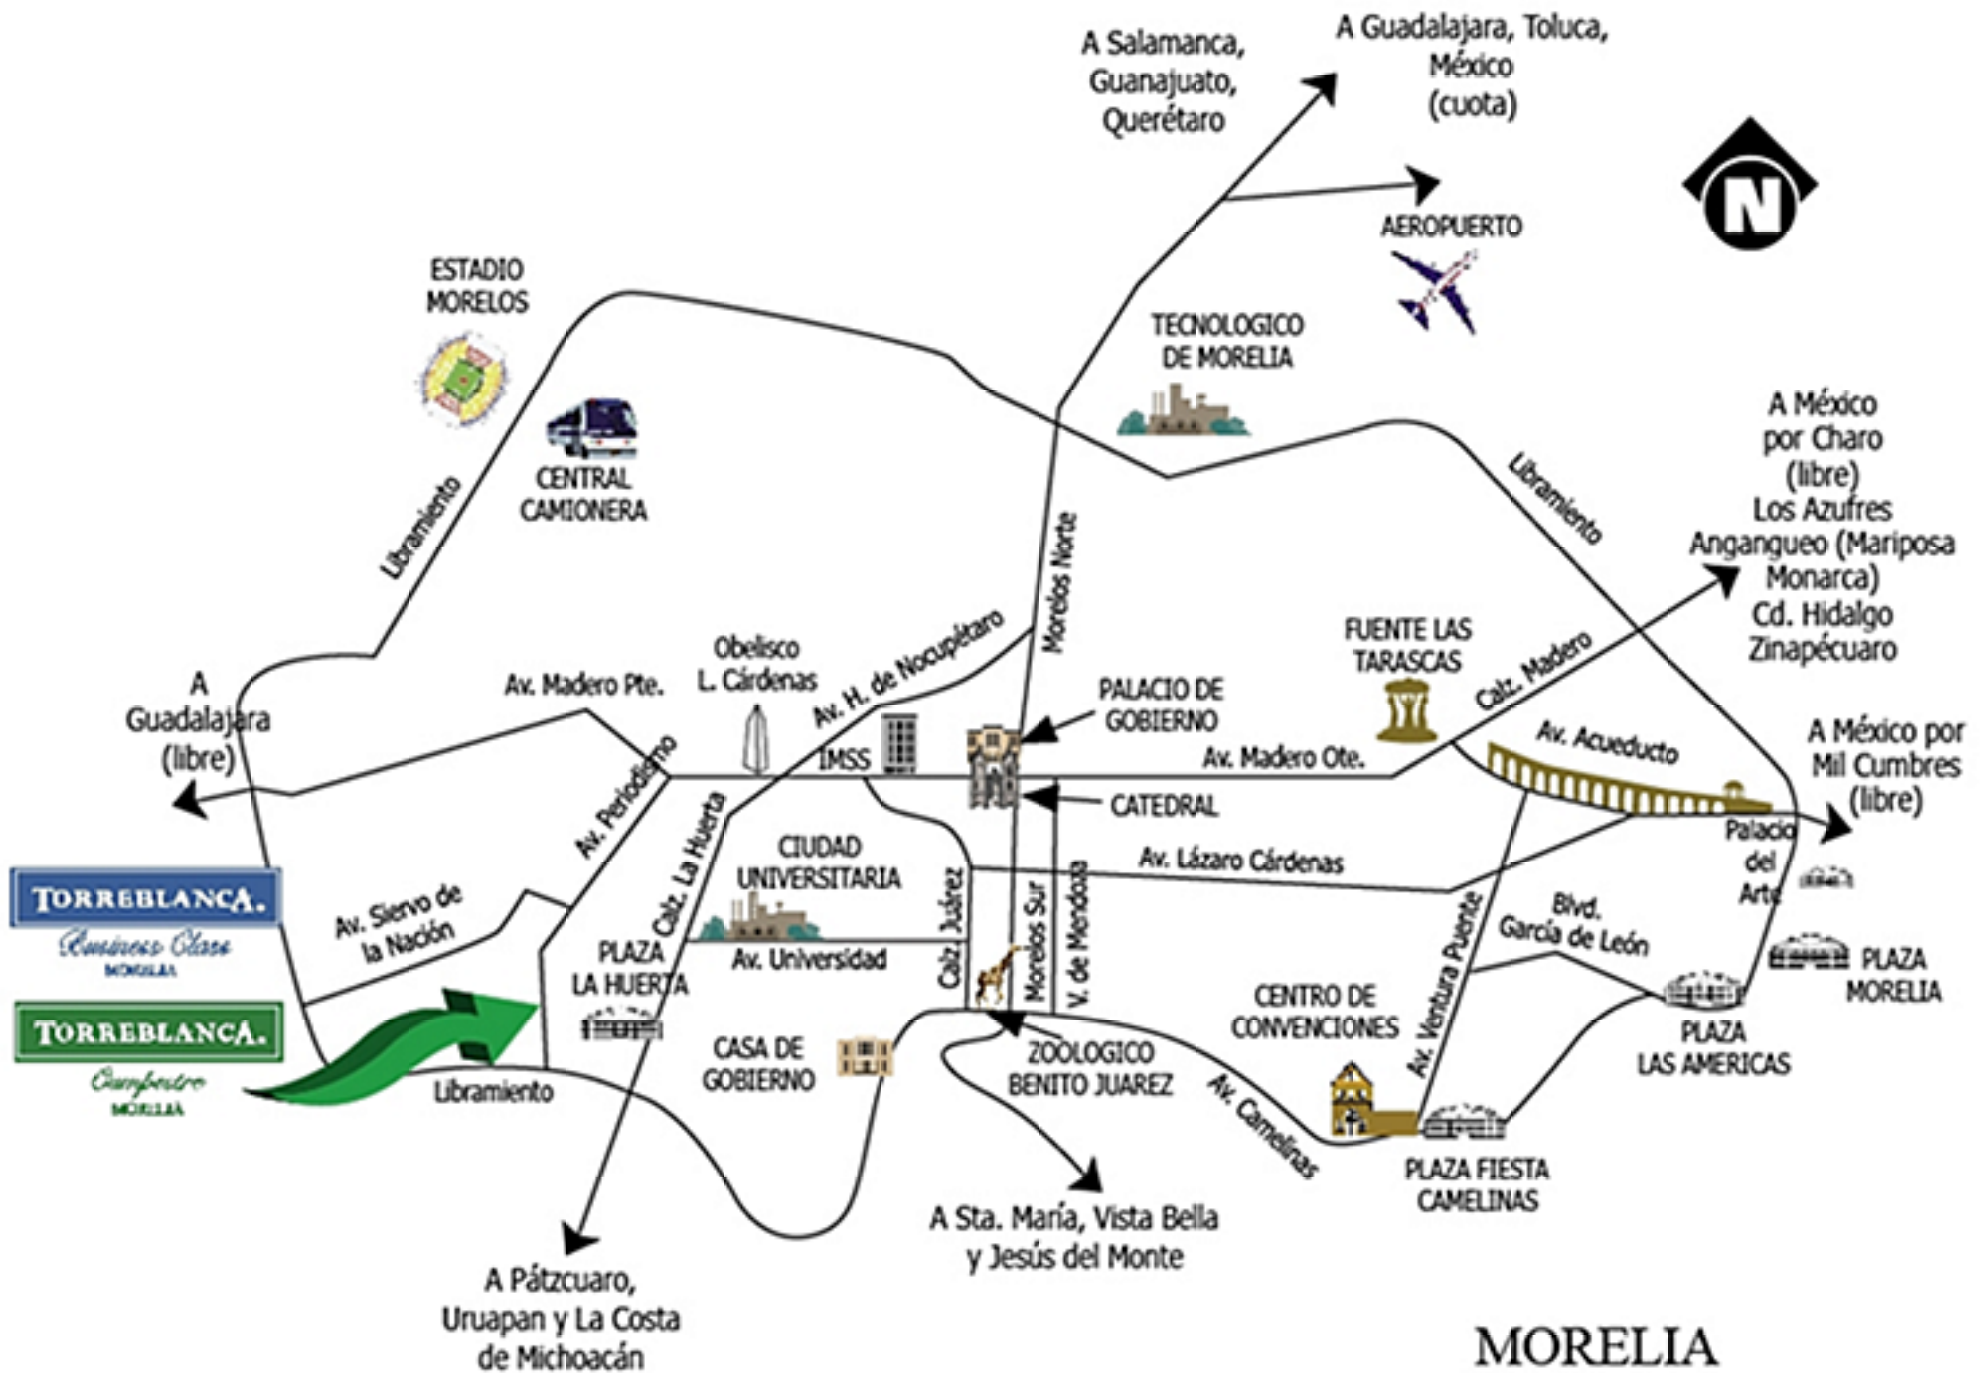 A Salamanca,
Guanajuato,
Querétaro
A Guadalajara, Toluca,
México
(cuota)
N
AEROPUERTO
ESTADIO
MORELOS
TECNOLOGICO
DE MORELIA
CENTRAL
CAMIONERA
Libramiento
Libramiento
A México
por Charo
(libre)
Los Azufres
Angangueo (Mariposa
Monarca)
Cd. Hidalgo
Zinapécuaro
Morelos Norte
A
Guadalajara
(libre)
Av. Madero Pte.
Obelisco
L. Cárdenas
Av. H. de Nocupétaro
IMSS
PALACIO DE
GOBIERNO
FUENTE LAS
TARASCAS
Calz. Madero
Av. Madero Ote.
Av. Acueducto
A México por
Mil Cumbres
(libre)
CATEDRAL
Av. Periodismo
Calz. La Huerta
CIUDAD
UNIVERSITARIA
Av. Lázaro Cárdenas
Palacio
del
Arte
TORREBLANCA.
Business Class
MORELIA
Av. Siervo de
la Nación
Calz Juárez
Morelos Sur
V. de Mendoza
Av. Ventura Puente
Blvd.
García de León
PLAZA
MORELIA
PLAZA
LA HUERTA
Av. Universidad
CENTRO DE
CONVENCIONES
TORREBLANCA.
Campestre
MORELIA
Libramiento
CASA DE
GOBIERNO
ZOOLOGICO
BENITO JUAREZ
PLAZA
LAS AMERICAS
Av. Camelinas
PLAZA FIESTA
CAMELINAS
A Sta. María, Vista Bella
y Jesús del Monte
A Pátzcuaro,
Uruapan y La Costa
de Michoacán
MORELIA